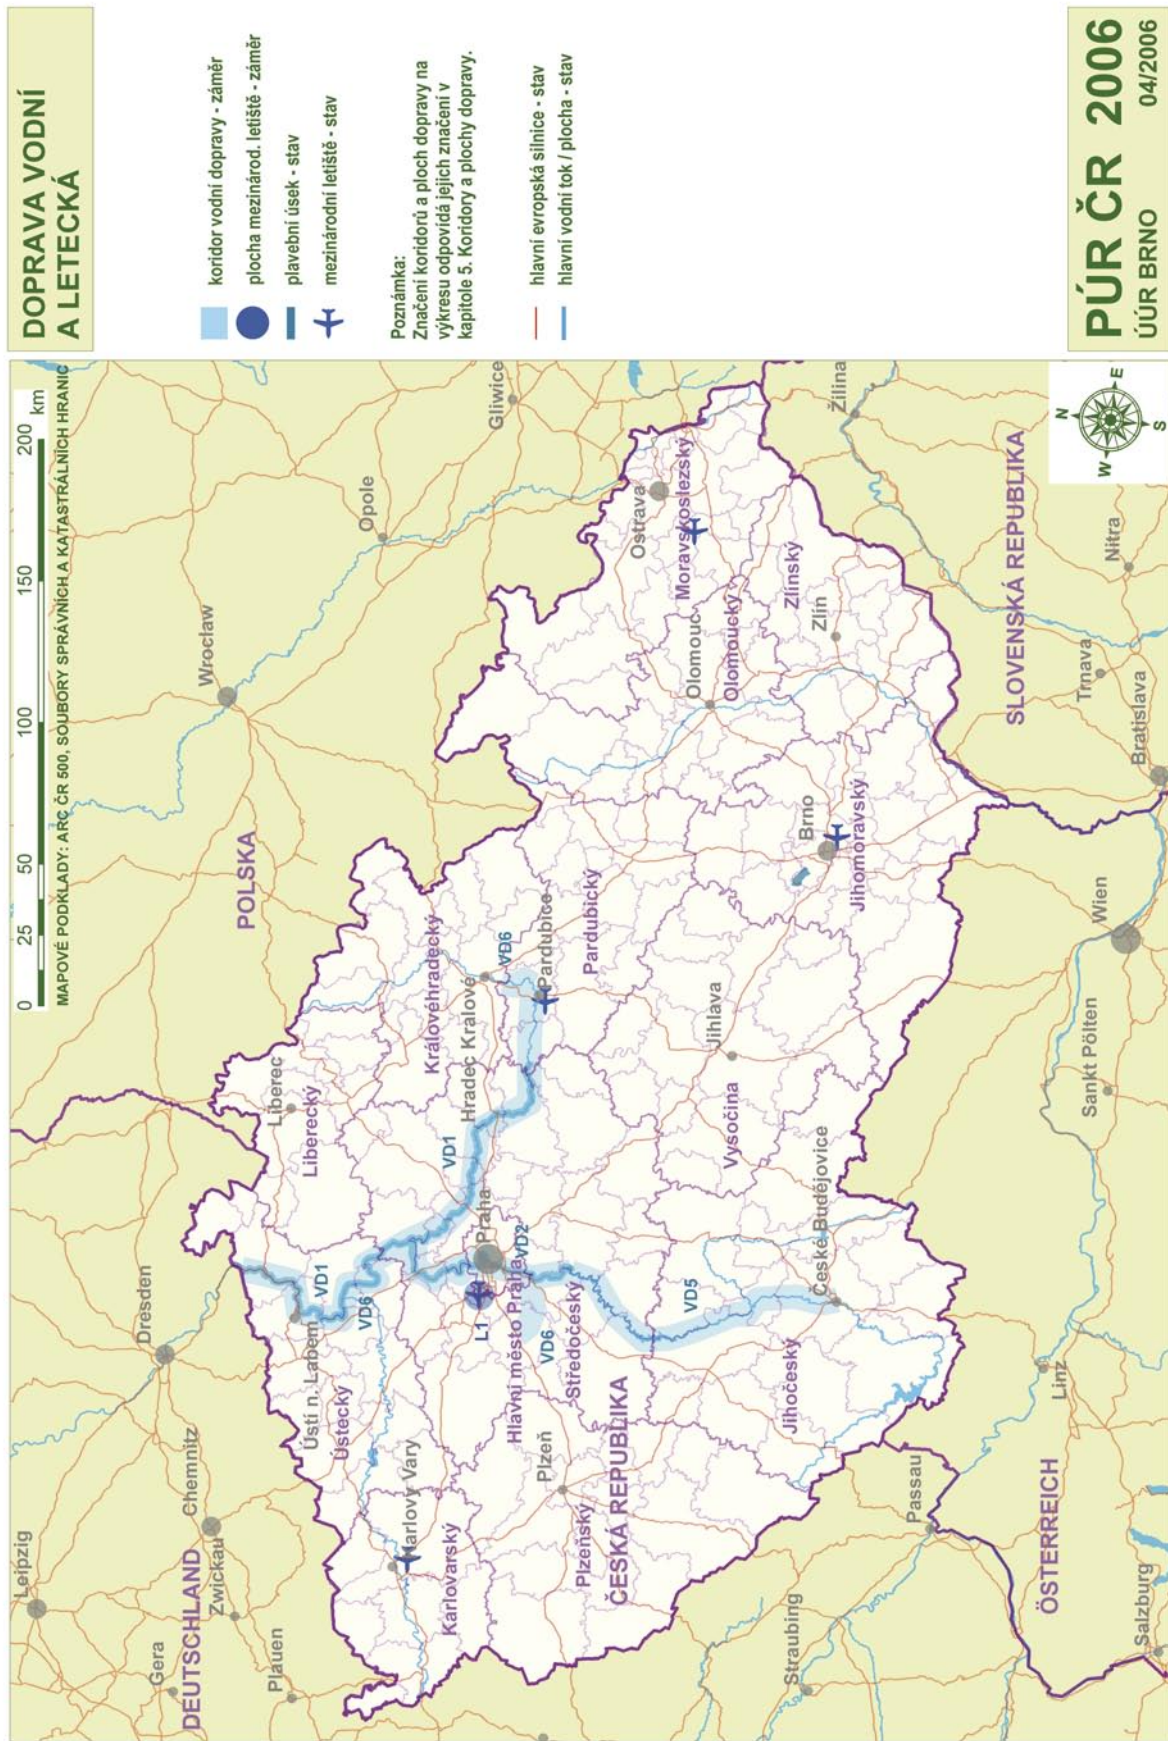 DOPRAVA VODNÍ
A LETECKÁ
koridor vodní dopravy - záměr
plocha mezinárod. letiště - záměr
plavební úsek - stav
mezinárodní letiště - stav
Poznámka:
Značení koridorů a ploch dopravy na
výkresu odpovídá jejich značení v
kapitole 5. Koridory a plochy dopravy.
hlavní evropská silnice - stav
hlavní vodní tok / plocha - stav
PÚR ČR 2006
ÚÚR BRNO 04/2006
0 25 50 100 150 200 km
MAPOVÉ PODKLADY: ARC ČR 500, SOUBORY SPRÁVNÍCH A KATASTRÁLNÍCH HRANIC
N
W
E
S
Leipzig
Gera
DEUTSCHLAND
Zwickau
Chemnitz
Plauen
Dresden
POLSKA
Wrocław
Opole
Gliwice
Liberec
Liberecký
Ústí n. Labem
Ústecký
VD1
VD6
Karlovy Vary
Karlovarský
Královéhradecký
Hradec Králové
VD1
VD6
Pardubice
Pardubický
Praha
L1
Hlavní město Praha
VD2
VD6
Středočeský
Plzeň
Plzeňský
ČESKÁ REPUBLIKA
VD5
Jihočeský
České Budějovice
Jihlava
Vysočina
Brno
Jihomoravský
Olomouc
Olomoucký
Ostrava
Moravskoslezský
Zlínský
Zlín
Žilina
SLOVENSKÁ REPUBLIKA
Nitra
Trnava
Bratislava
Wien
Sankt Pölten
Linz
ÖSTERREICH
Passau
Straubing
Salzburg